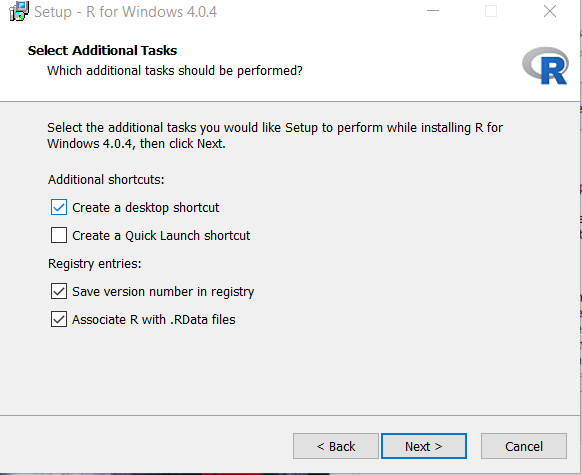 Setup - R for Windows 4.0.4
Select Additional Tasks
Which additional tasks should be performed?
R
Select the additional tasks you would like Setup to perform while installing R for
Windows 4.0.4, then click Next.
Additional shortcuts:
Create a desktop shortcut
Create a Quick Launch shortcut
Registry entries:
Save version number in registry
Associate R with .RData files
< Back
Next >
Cancel